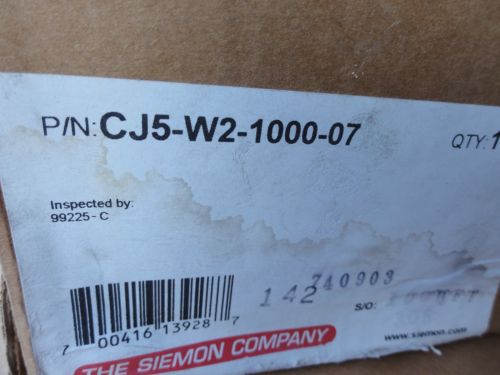 P/N: CJ5-W2-1000-07
QTY: 1
Inspected by:
99225-C
740903
142
S/O:
7 00416 13928 7
www.siemon.com
THE SIEMON COMPANY